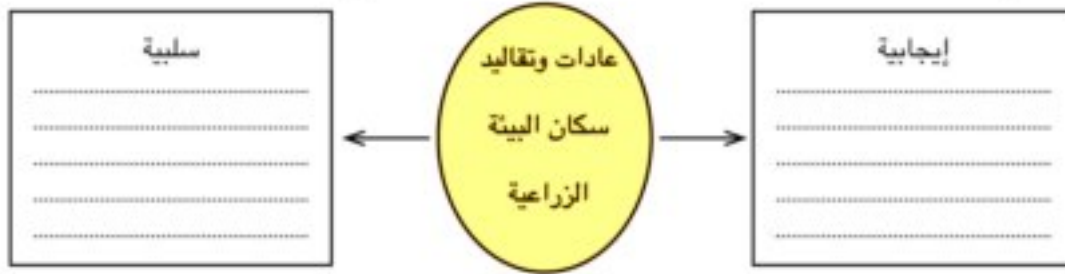 إيجابية
عادات وتقاليد
سكان البيئة
الزراعية
سلبية